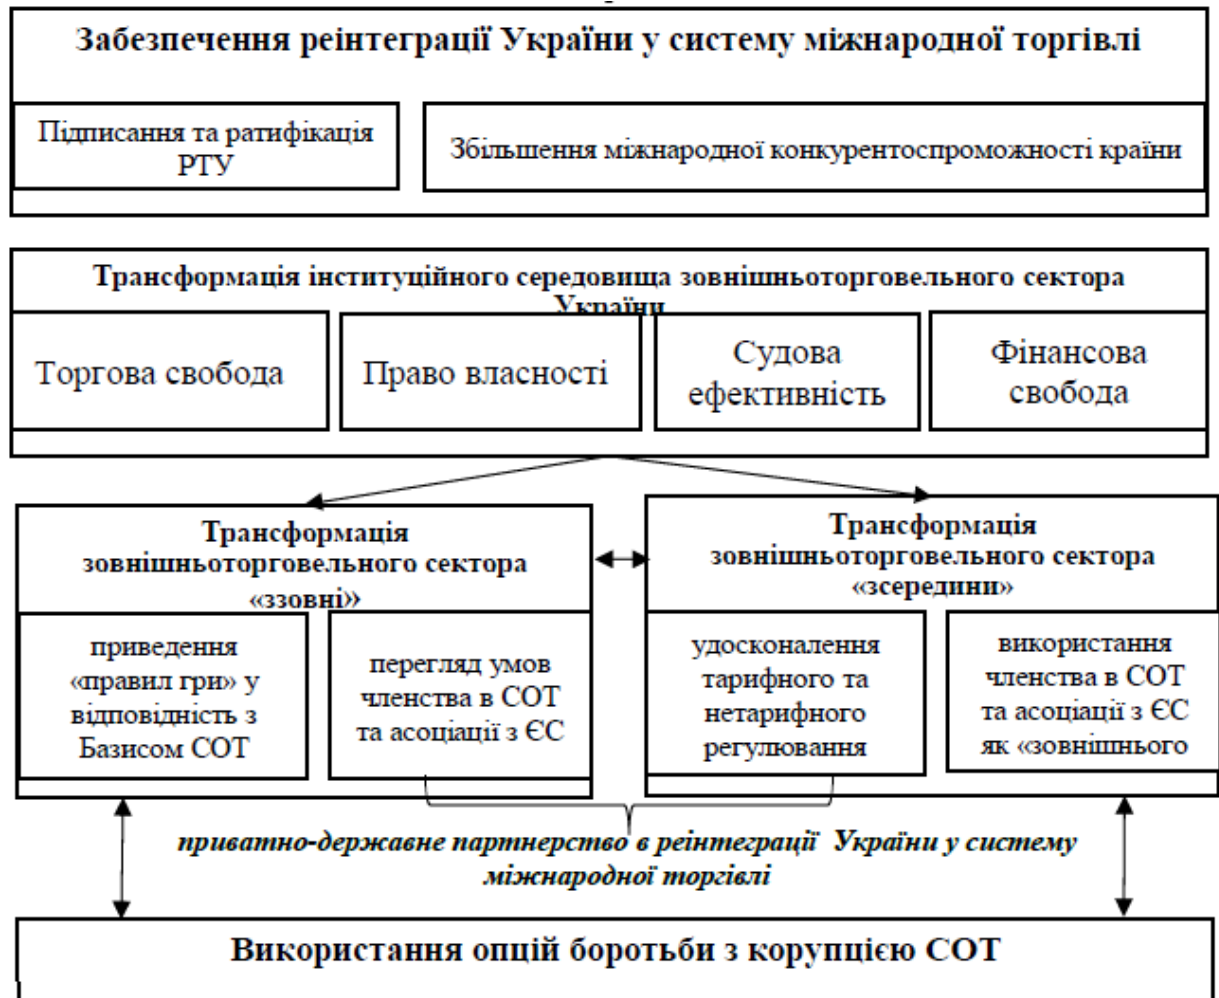 Забезпечення реінтеграції України у систему міжнародної торгівлі
Підписання та ратифікація
РТУ
Збільшення міжнародної конкурентоспроможності країни
Трансформація інституційного середовища зовнішньоторговельного сектора
України
Торгова свобода
Право власності
Судова
ефективність
Фінансова
свобода
Трансформація
зовнішньоторговельного сектора
«ззовні»
приведення
«правил гри» у
відповідність з
Базисом СОТ
перегляд умов
членства в СОТ
та асоціації з ЄС
Трансформація
зовнішньоторговельного сектора
«зсередини»
удосконалення
тарифного та
нетарифного
регулювання
використання
членства в СОТ
та асоціації з ЄС
як «зовнішнього
приватно-державне партнерство в реінтеграції України у систему
міжнародної торгівлі
Використання опцій боротьби з корупцією СОТ